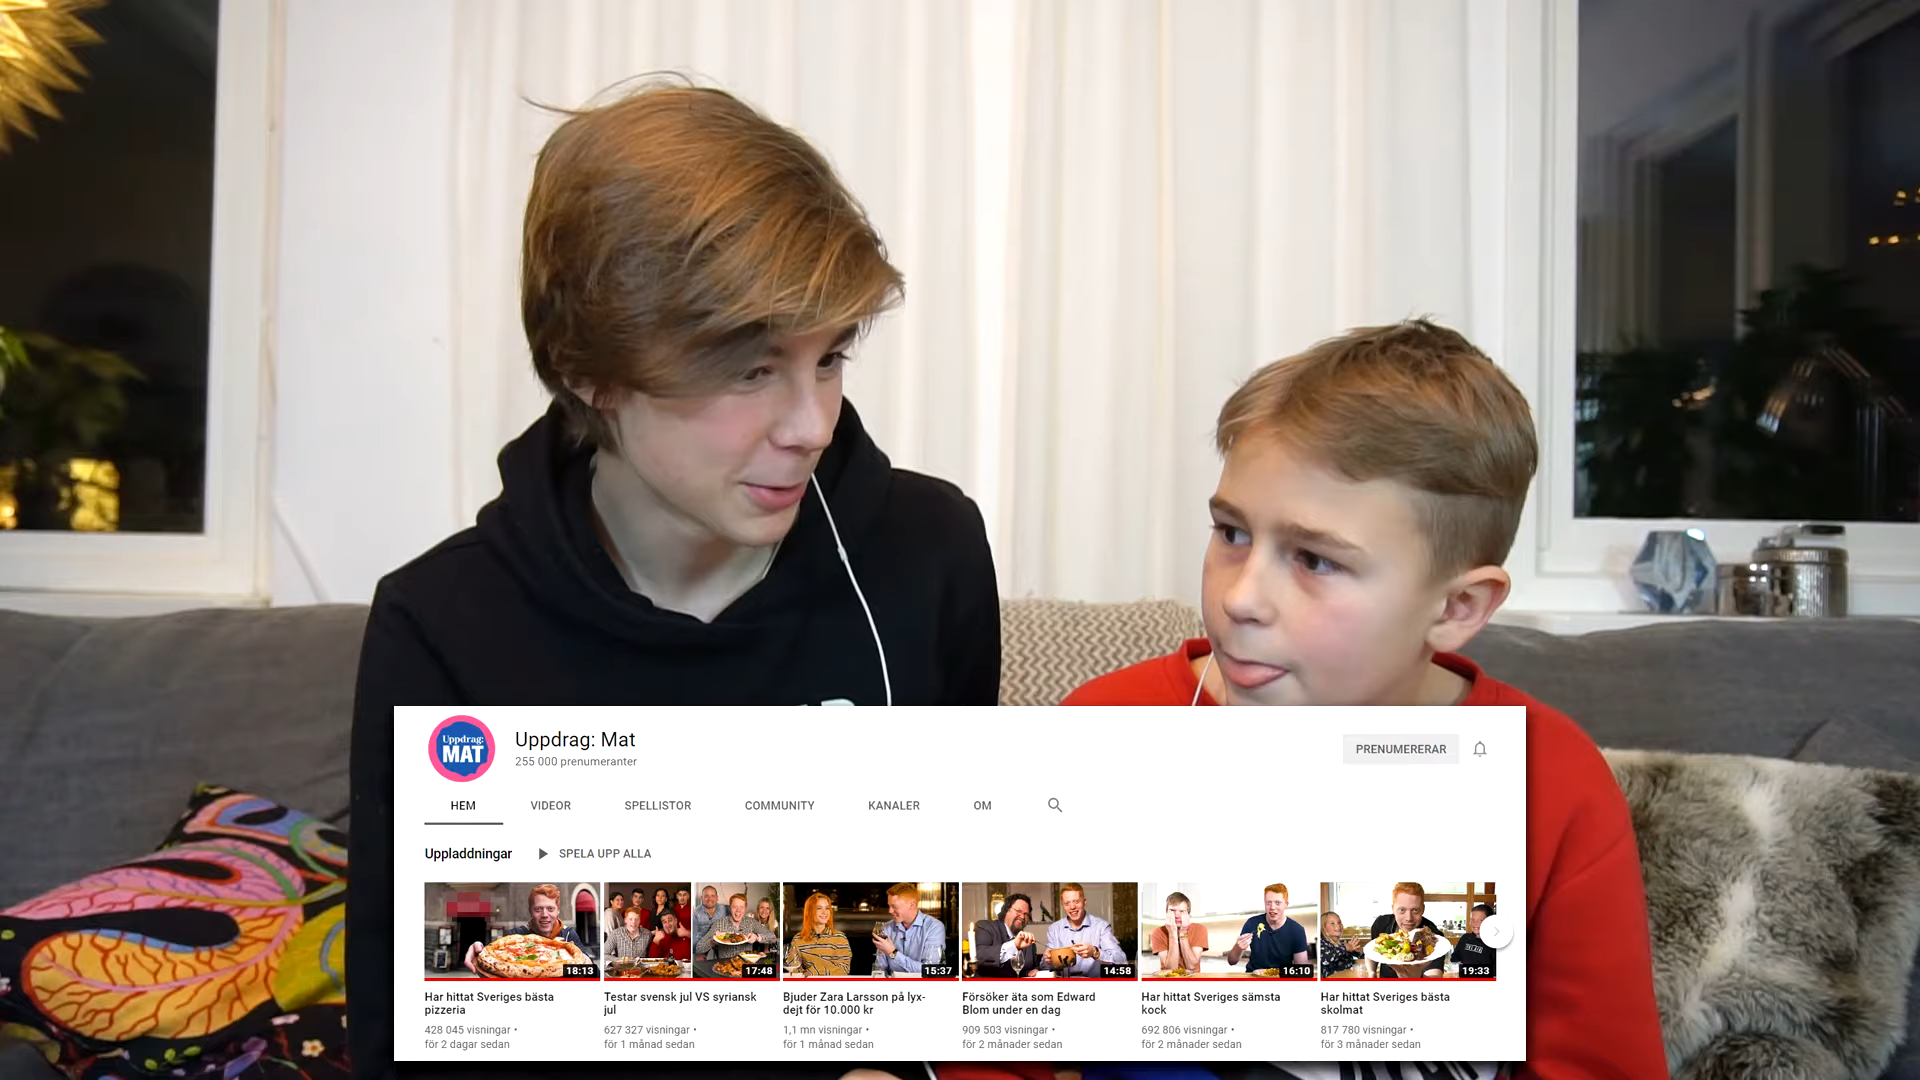 Uppdrag:
MAT
Uppdrag: Mat
255 000 prenumeranter
PRENUMERERAR
HEM VIDEOR SPELLISTOR COMMUNITY KANALER OM
Uppladdningar SPELA UPP ALLA
18:13 17:48 15:37 14:58 16:10 19:33
Har hittat Sveriges bästa
pizzeria
428 045 visningar •
för 2 dagar sedan
Testar svensk jul VS syriansk
jul
627 327 visningar •
för 1 månad sedan
Bjuder Zara Larsson på lyx-
dejt för 10.000 kr
1,1 mn visningar •
för 1 månad sedan
Försöker äta som Edward
Blom under en dag
909 503 visningar •
för 2 månader sedan
Har hittat Sveriges sämsta
kock
692 806 visningar •
för 2 månader sedan
Har hittat Sveriges bästa
skolmat
817 780 visningar •
för 3 månader sedan